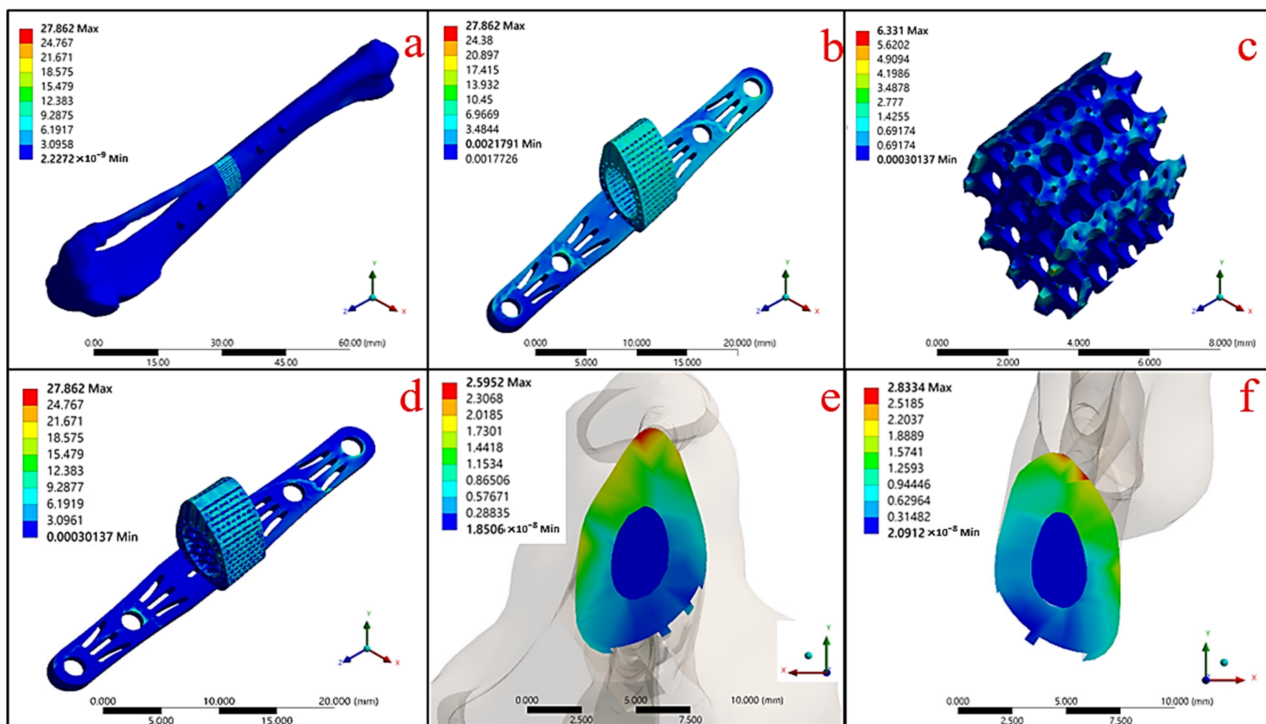 27.862 Max
24.767
21.671
18.575
15.479
12.383
9.2875
6.1917
3.0958
2.2272×10⁻⁹ Min
a
Y
Z
X
0.00
30.00
60.00 (mm)
15.00
45.00
27.862 Max
24.38
20.897
17.415
13.932
10.45
6.9669
3.4844
0.0021791 Min
0.0017726
b
Y
Z
X
0.000
10.000
20.000 (mm)
5.000
15.000
6.331 Max
5.6202
4.9094
4.1986
3.4878
2.777
1.4255
0.69174
0.69174
0.00030137 Min
c
Y
Z
X
0.000
4.000
8.000 (mm)
2.000
6.000
27.862 Max
24.767
21.671
18.575
15.479
12.383
9.2877
6.1919
3.0961
0.00030137 Min
d
Y
Z
X
0.000
10.000
20.000 (mm)
5.000
15.000
2.5952 Max
2.3068
2.0185
1.7301
1.4418
1.1534
0.86506
0.57671
0.28835
1.8506×10⁻⁸ Min
e
Y
X
0.000
5.000
10.000 (mm)
2.500
7.500
2.8334 Max
2.5185
2.2037
1.8889
1.5741
1.2593
0.94446
0.62964
0.31482
2.0912×10⁻⁸ Min
f
Y
X
0.000
5.000
10.000 (mm)
2.500
7.500